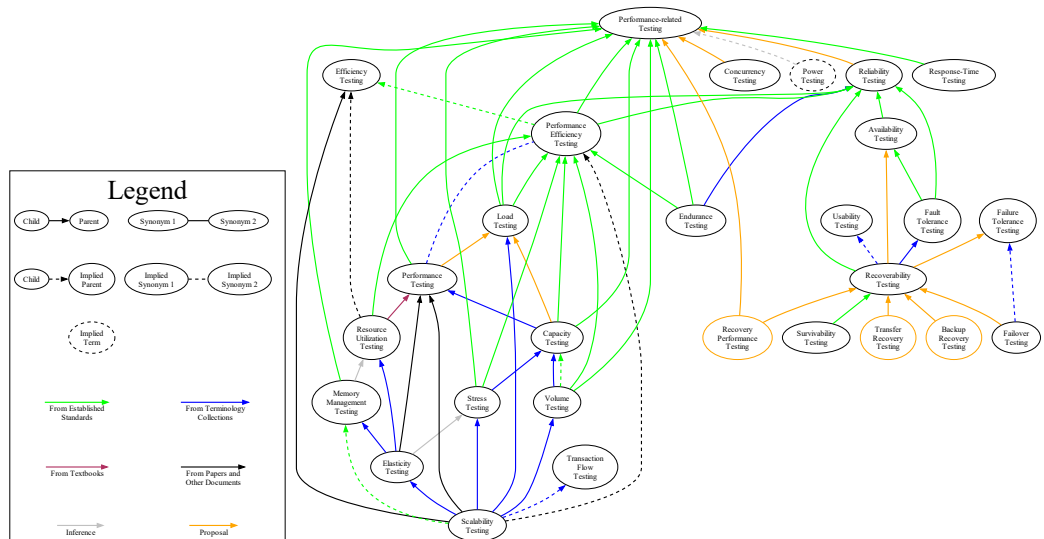 Performance-related
Testing
Efficiency
Testing
Concurrency
Testing
Power
Testing
Reliability
Testing
Response-Time
Testing
Performance
Efficiency
Testing
Availability
Testing
Legend
Child
Parent
Synonym 1
Synonym 2
Load
Testing
Endurance
Testing
Usability
Testing
Fault
Tolerance
Testing
Failure
Tolerance
Testing
Child
Implied
Parent
Implied
Synonym 1
Implied
Synonym 2
Performance
Testing
Recoverability
Testing
Implied
Term
Resource
Utilization
Testing
Capacity
Testing
Recovery
Performance
Testing
Survivability
Testing
Transfer
Recovery
Testing
Backup
Recovery
Testing
Failover
Testing
Memory
Management
Testing
Stress
Testing
Volume
Testing
From Established
Standards
From Terminology
Collections
Elasticity
Testing
Transaction
Flow
Testing
From Textbooks
From Papers and
Other Documents
Scalability
Testing
Inference
Proposal